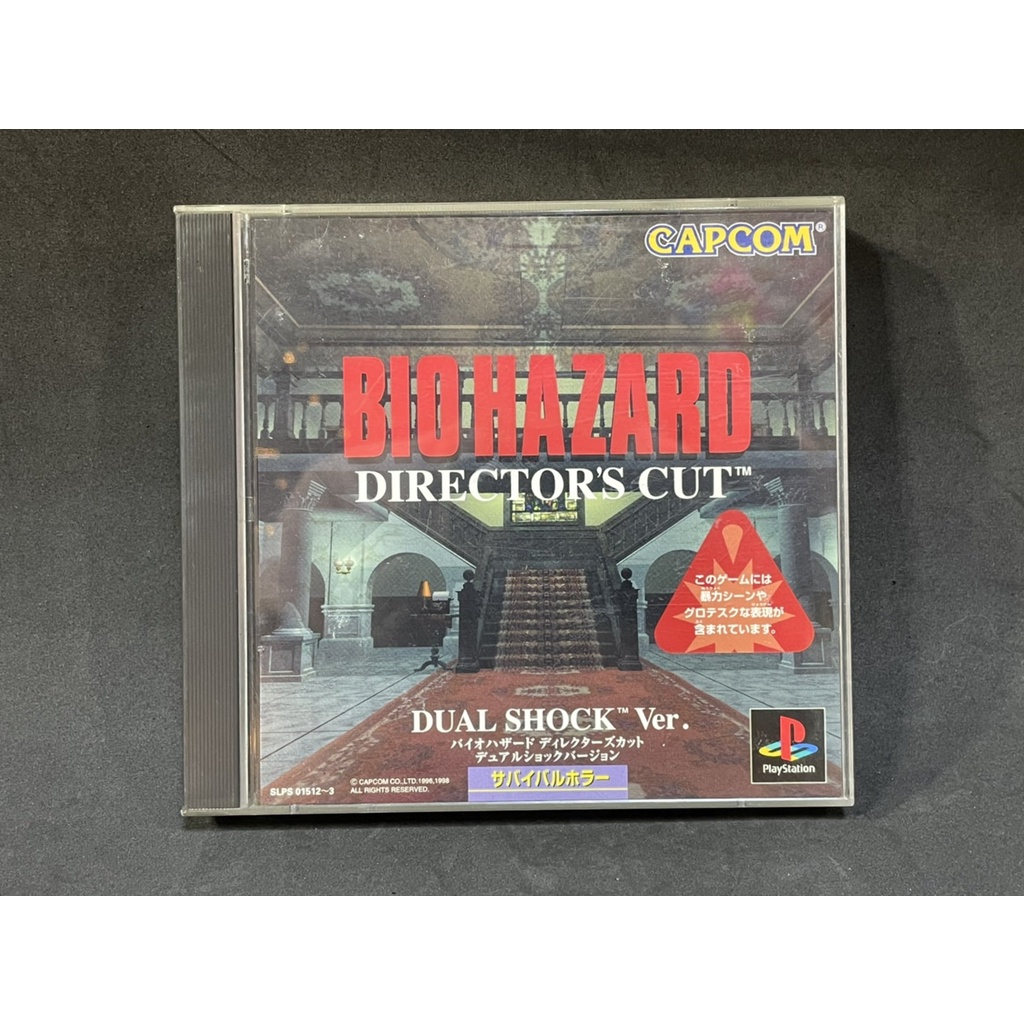 CAPCOM®
BIOHAZARD
DIRECTOR'S CUT™
このゲームには
暴力シーンや
グロテスクな表現が
含まれています。
DUAL SHOCK™ Ver.
バイオハザード ディレクターズカット
デュアルショックバージョン
サバイバルホラー
SLPS 01512〜3
© CAPCOM CO.,LTD.1996,1998
ALL RIGHTS RESERVED.
PlayStation